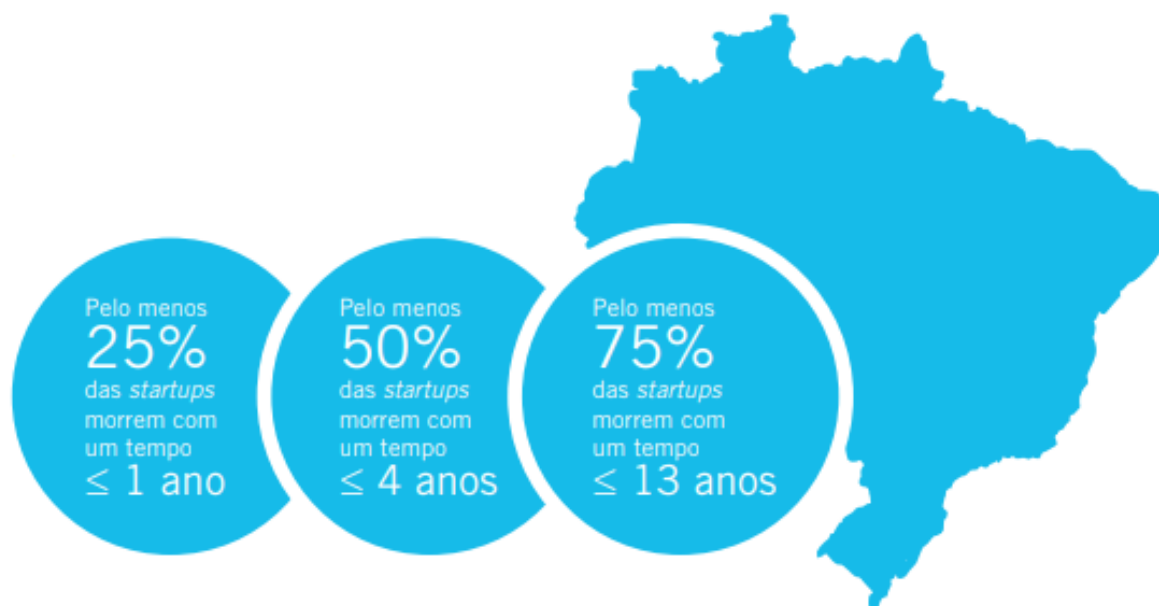 Pelo menos
25%
das startups
morrem com
um tempo
≤ 1 ano
Pelo menos
50%
das startups
morrem com
um tempo
≤ 4 anos
Pelo menos
75%
das startups
morrem com
um tempo
≤ 13 anos